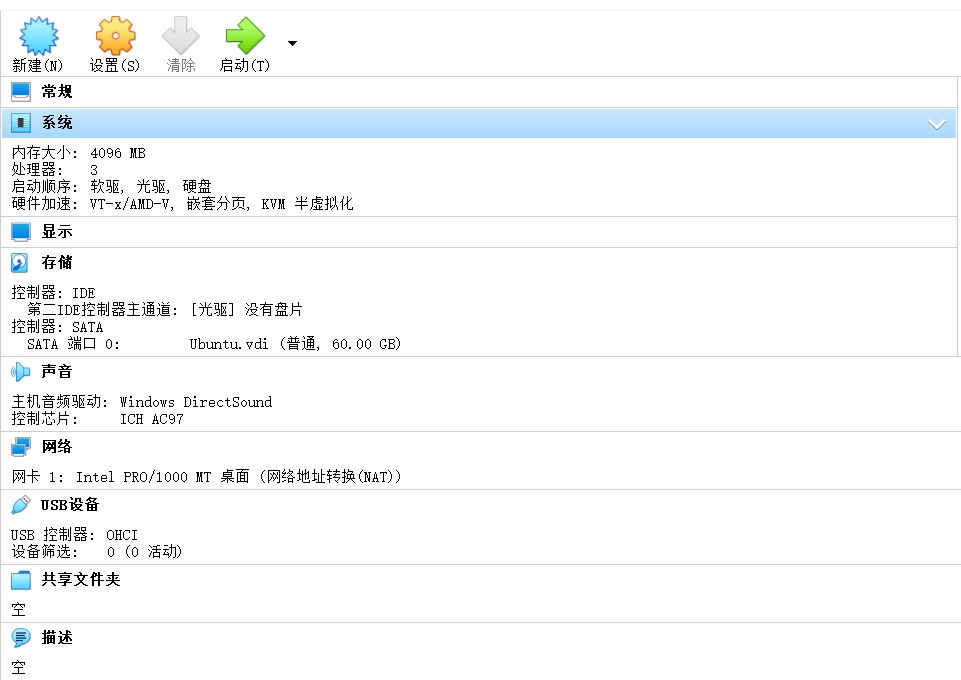 新建(N) 设置(S) 清除 启动(T)
常规
系统
内存大小: 4096 MB
处理器: 3
启动顺序: 软驱, 光驱, 硬盘
硬件加速: VT-x/AMD-V, 嵌套分页, KVM 半虚拟化
显示
存储
控制器: IDE
第二IDE控制器主通道: [光驱] 没有盘片
控制器: SATA
SATA 端口 0: Ubuntu.vdi (普通, 60.00 GB)
声音
主机音频驱动: Windows DirectSound
控制芯片: ICH AC97
网络
网卡 1: Intel PRO/1000 MT 桌面 (网络地址转换(NAT))
USB设备
USB 控制器: OHCI
设备筛选: 0 (0 活动)
共享文件夹
空
描述
空